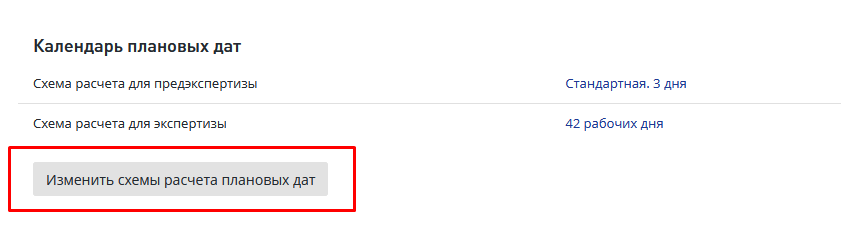 Календарь плановых дат
Схема расчета для предэкспертизы Стандартная. 3 дня
Схема расчета для экспертизы 42 рабочих дня
Изменить схемы расчета плановых дат